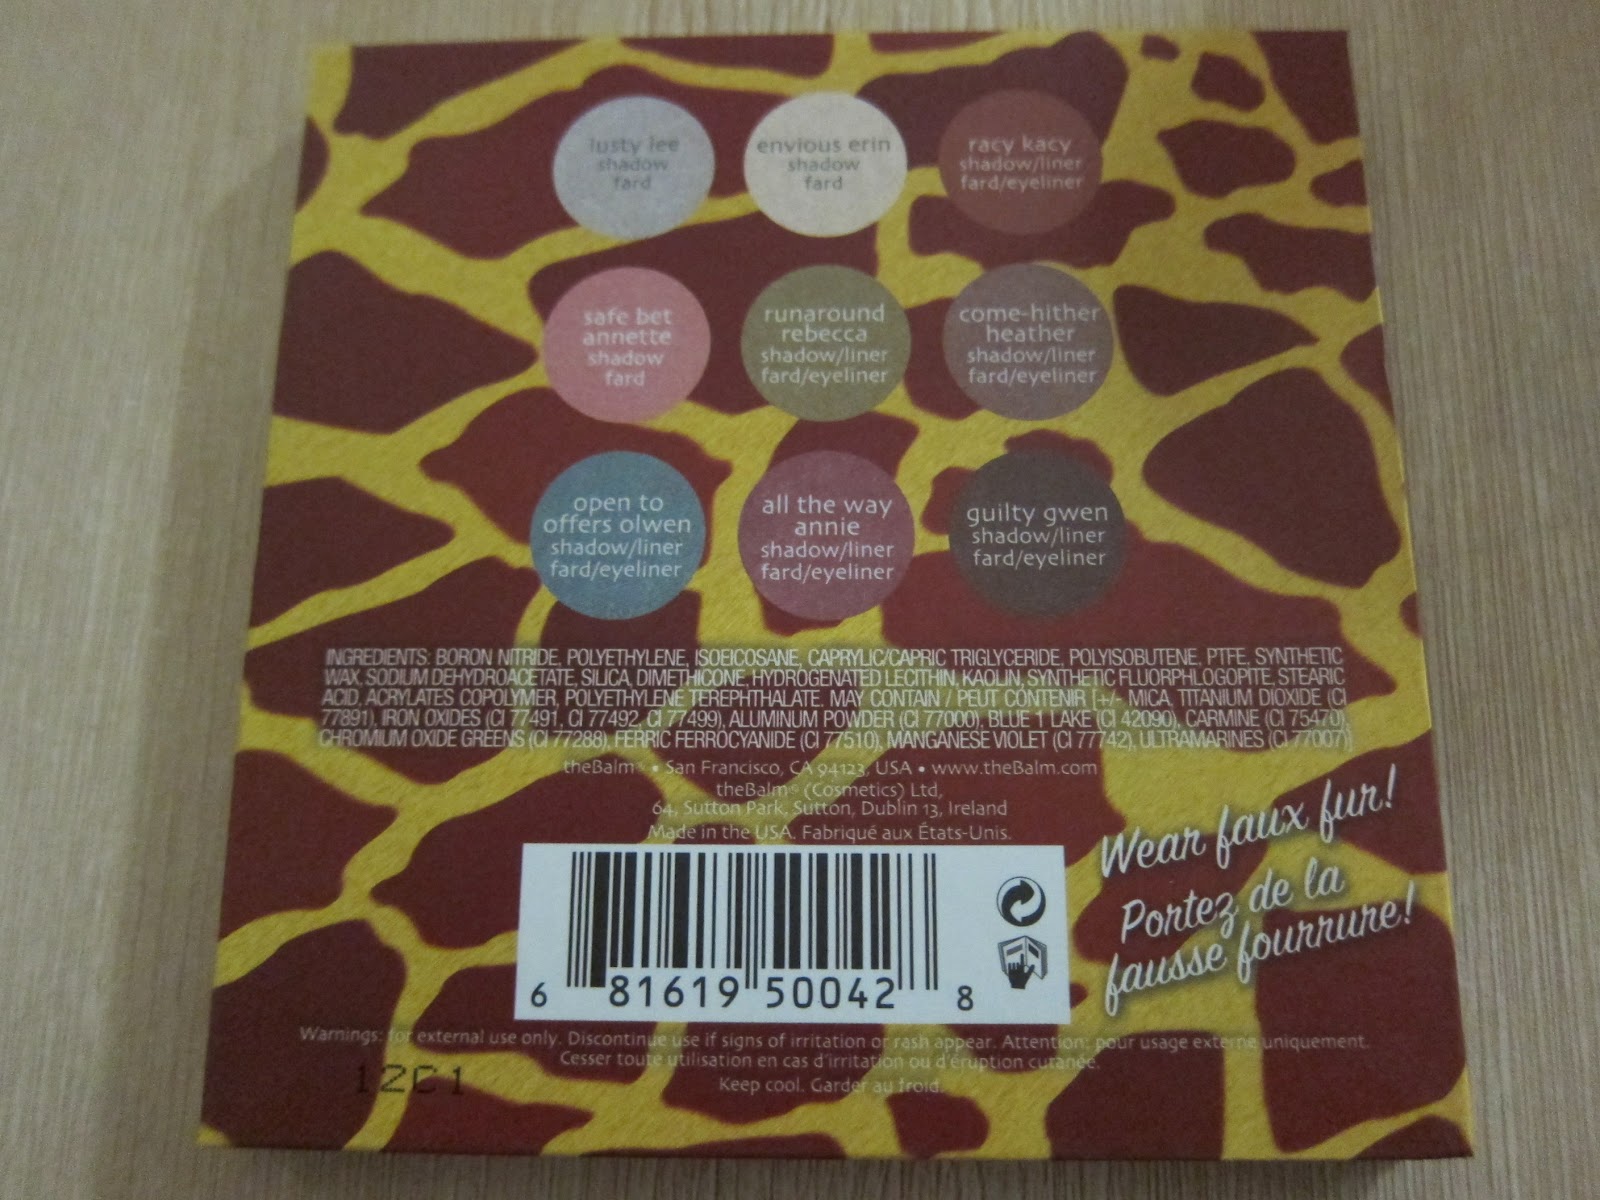 lusty lee
shadow
fard
envious erin
shadow
fard
racy kacy
shadow/liner
fard/eyeliner
safe bet
annette
shadow
fard
runaround
rebecca
shadow/liner
fard/eyeliner
come-hither
heather
shadow/liner
fard/eyeliner
open to
offers olwen
shadow/liner
fard/eyeliner
all the way
annie
shadow/liner
fard/eyeliner
guilty gwen
shadow/liner
fard/eyeliner
INGREDIENTS: BORON NITRIDE, POLYETHYLENE, ISOEICOSANE, CAPRYLIC/CAPRIC TRIGLYCERIDE, POLYISOBUTENE, PTFE, SYNTHETIC
WAX, SODIUM DEHYDROACETATE, SILICA, DIMETHICONE, HYDROGENATED LECITHIN, KAOLIN, SYNTHETIC FLUORPHLOGOPITE, STEARIC
ACID, ACRYLATES COPOLYMER, POLYETHYLENE TEREPHTHALATE. MAY CONTAIN / PEUT CONTENIR [+/- MICA, TITANIUM DIOXIDE (CI
77891), IRON OXIDES (CI 77491, CI 77492, CI 77499), ALUMINUM POWDER (CI 77000), BLUE 1 LAKE (CI 42090), CARMINE (CI 75470),
CHROMIUM OXIDE GREENS (CI 77288), FERRIC FERROCYANIDE (CI 77510), MANGANESE VIOLET (CI 77742), ULTRAMARINES (CI 77007)]
theBalm® • San Francisco, CA 94123, USA • www.theBalm.com
theBalm® (Cosmetics) Ltd,
64, Sutton Park, Sutton, Dublin 13, Ireland
Made in the USA. Fabriqué aux États-Unis.
Wear faux fur!
Portez de la
fausse fourrure!
6 81619 50042 8
Warnings: for external use only. Discontinue use if signs of irritation or rash appear. Attention: pour usage externe uniquement.
Cesser toute utilisation en cas d'irritation ou d'éruption cutanée.
Keep cool. Garder au froid.
12C1